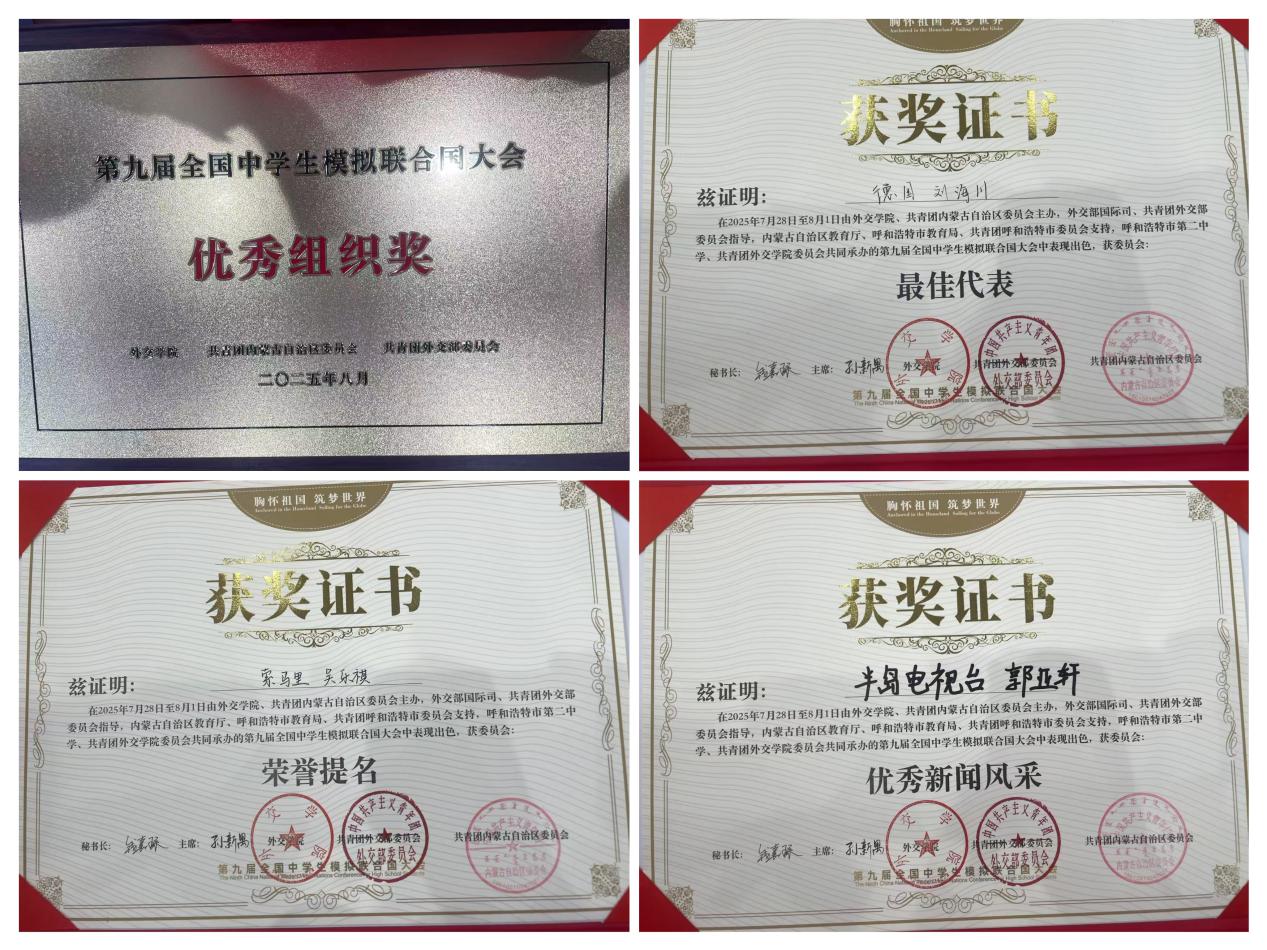 第九届全国中学生模拟联合国大会
优秀组织奖
外交学院 共青团内蒙古自治区委员会 共青团外交部委员会
二〇二五年八月
胸怀祖国 筑梦世界
Anchored in the Homeland Sailing for the Globe
获奖证书
兹证明: 德国 刘海川
在2025年7月28日至8月1日由外交学院、共青团内蒙古自治区委员会主办，外交部国际司、共青团外交部
委员会指导，内蒙古自治区教育厅、呼和浩特市教育局、共青团呼和浩特市委员会支持，呼和浩特市第二中
学、共青团外交学院委员会共同承办的第九届全国中学生模拟联合国大会中表现出色，获委员会:
最佳代表
秘书长: 主席: 孙新禺 外交学院 共青团外交部委员会 共青团内蒙古自治区委员会
第九届全国中学生模拟联合国大会
胸怀祖国 筑梦世界
Anchored in the Homeland Sailing for the Globe
获奖证书
兹证明: 索马里 吴乐祺
在2025年7月28日至8月1日由外交学院、共青团内蒙古自治区委员会主办，外交部国际司、共青团外交部
委员会指导，内蒙古自治区教育厅、呼和浩特市教育局、共青团呼和浩特市委员会支持，呼和浩特市第二中
学、共青团外交学院委员会共同承办的第九届全国中学生模拟联合国大会中表现出色，获委员会:
荣誉提名
秘书长: 主席: 孙新禺 外交学院 共青团外交部委员会 共青团内蒙古自治区委员会
第九届全国中学生模拟联合国大会
胸怀祖国 筑梦世界
Anchored in the Homeland Sailing for the Globe
获奖证书
兹证明: 半岛电视台 郭亚轩
在2025年7月28日至8月1日由外交学院、共青团内蒙古自治区委员会主办，外交部国际司、共青团外交部
委员会指导，内蒙古自治区教育厅、呼和浩特市教育局、共青团呼和浩特市委员会支持，呼和浩特市第二中
学、共青团外交学院委员会共同承办的第九届全国中学生模拟联合国大会中表现出色，获委员会:
优秀新闻风采
秘书长: 主席: 孙新禺 外交学院 共青团外交部委员会 共青团内蒙古自治区委员会
第九届全国中学生模拟联合国大会